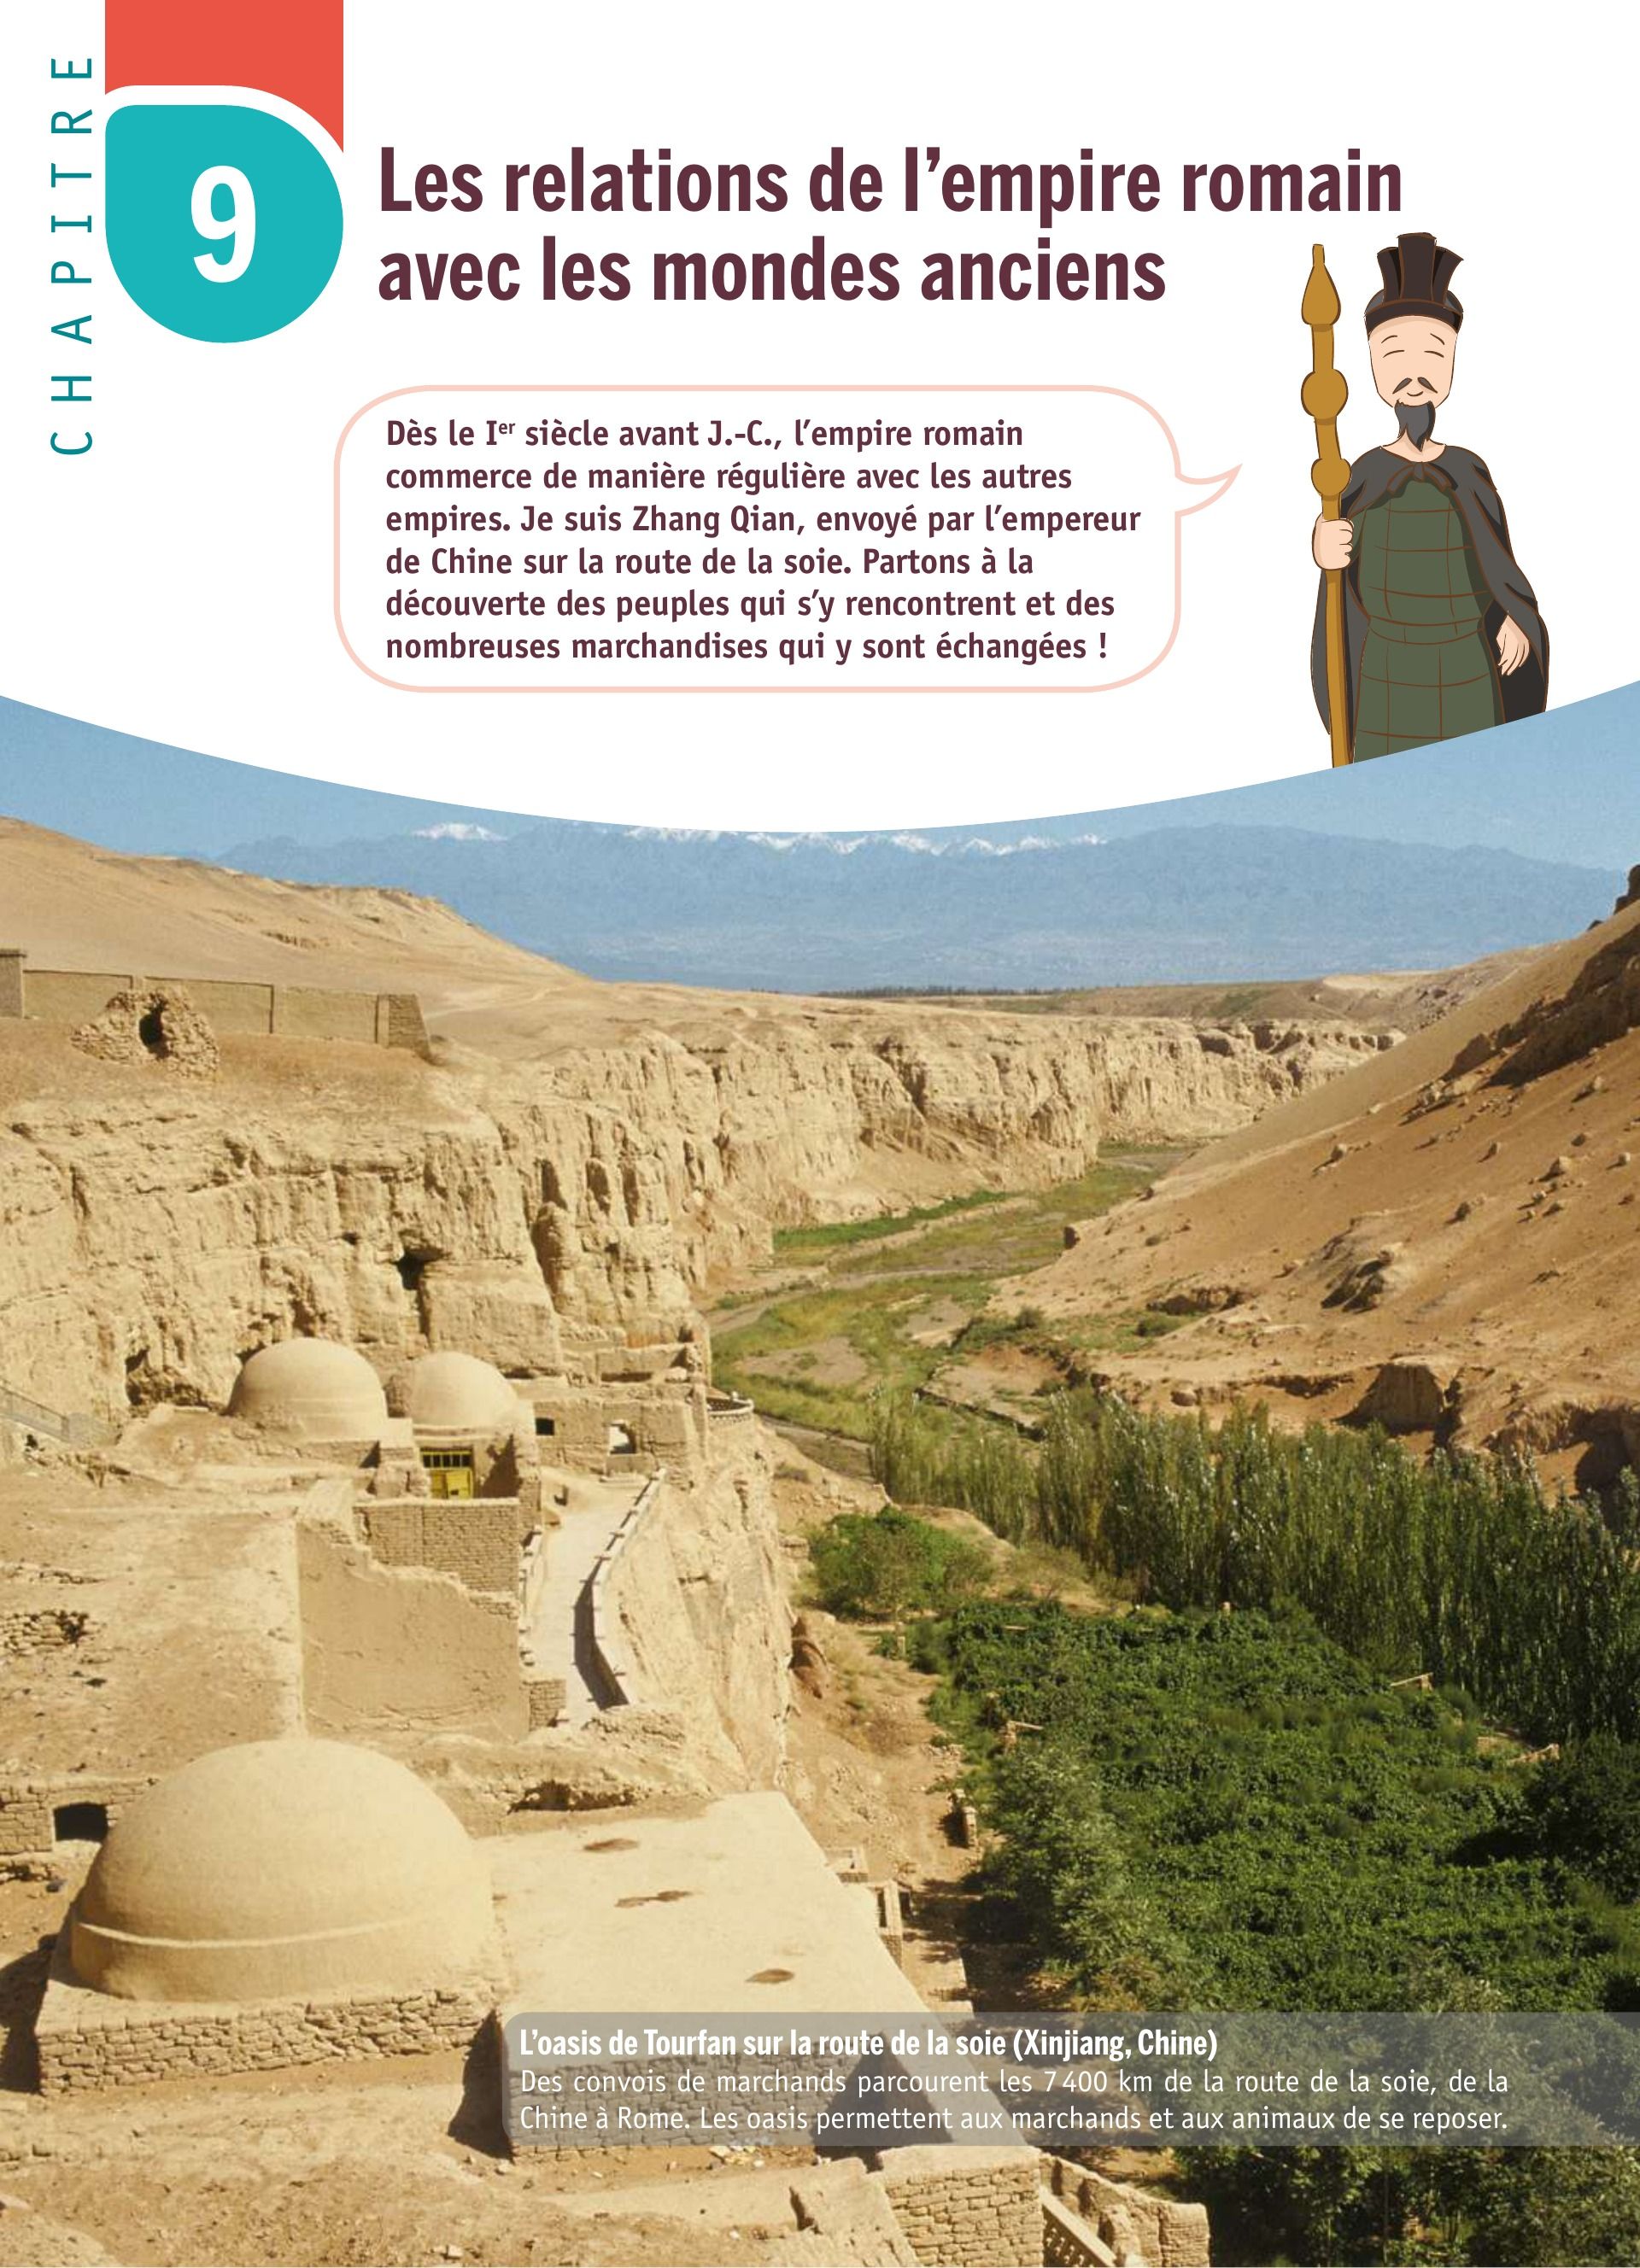 CHAPITRE
9
Les relations de l’empire romain
avec les mondes anciens
Dès le Ier siècle avant J.-C., l’empire romain
commerce de manière régulière avec les autres
empires. Je suis Zhang Qian, envoyé par l’empereur
de Chine sur la route de la soie. Partons à la
découverte des peuples qui s’y rencontrent et des
nombreuses marchandises qui y sont échangées !
L’oasis de Tourfan sur la route de la soie (Xinjiang, Chine)
Des convois de marchands parcourent les 7 400 km de la route de la soie, de la
Chine à Rome. Les oasis permettent aux marchands et aux animaux de se reposer.